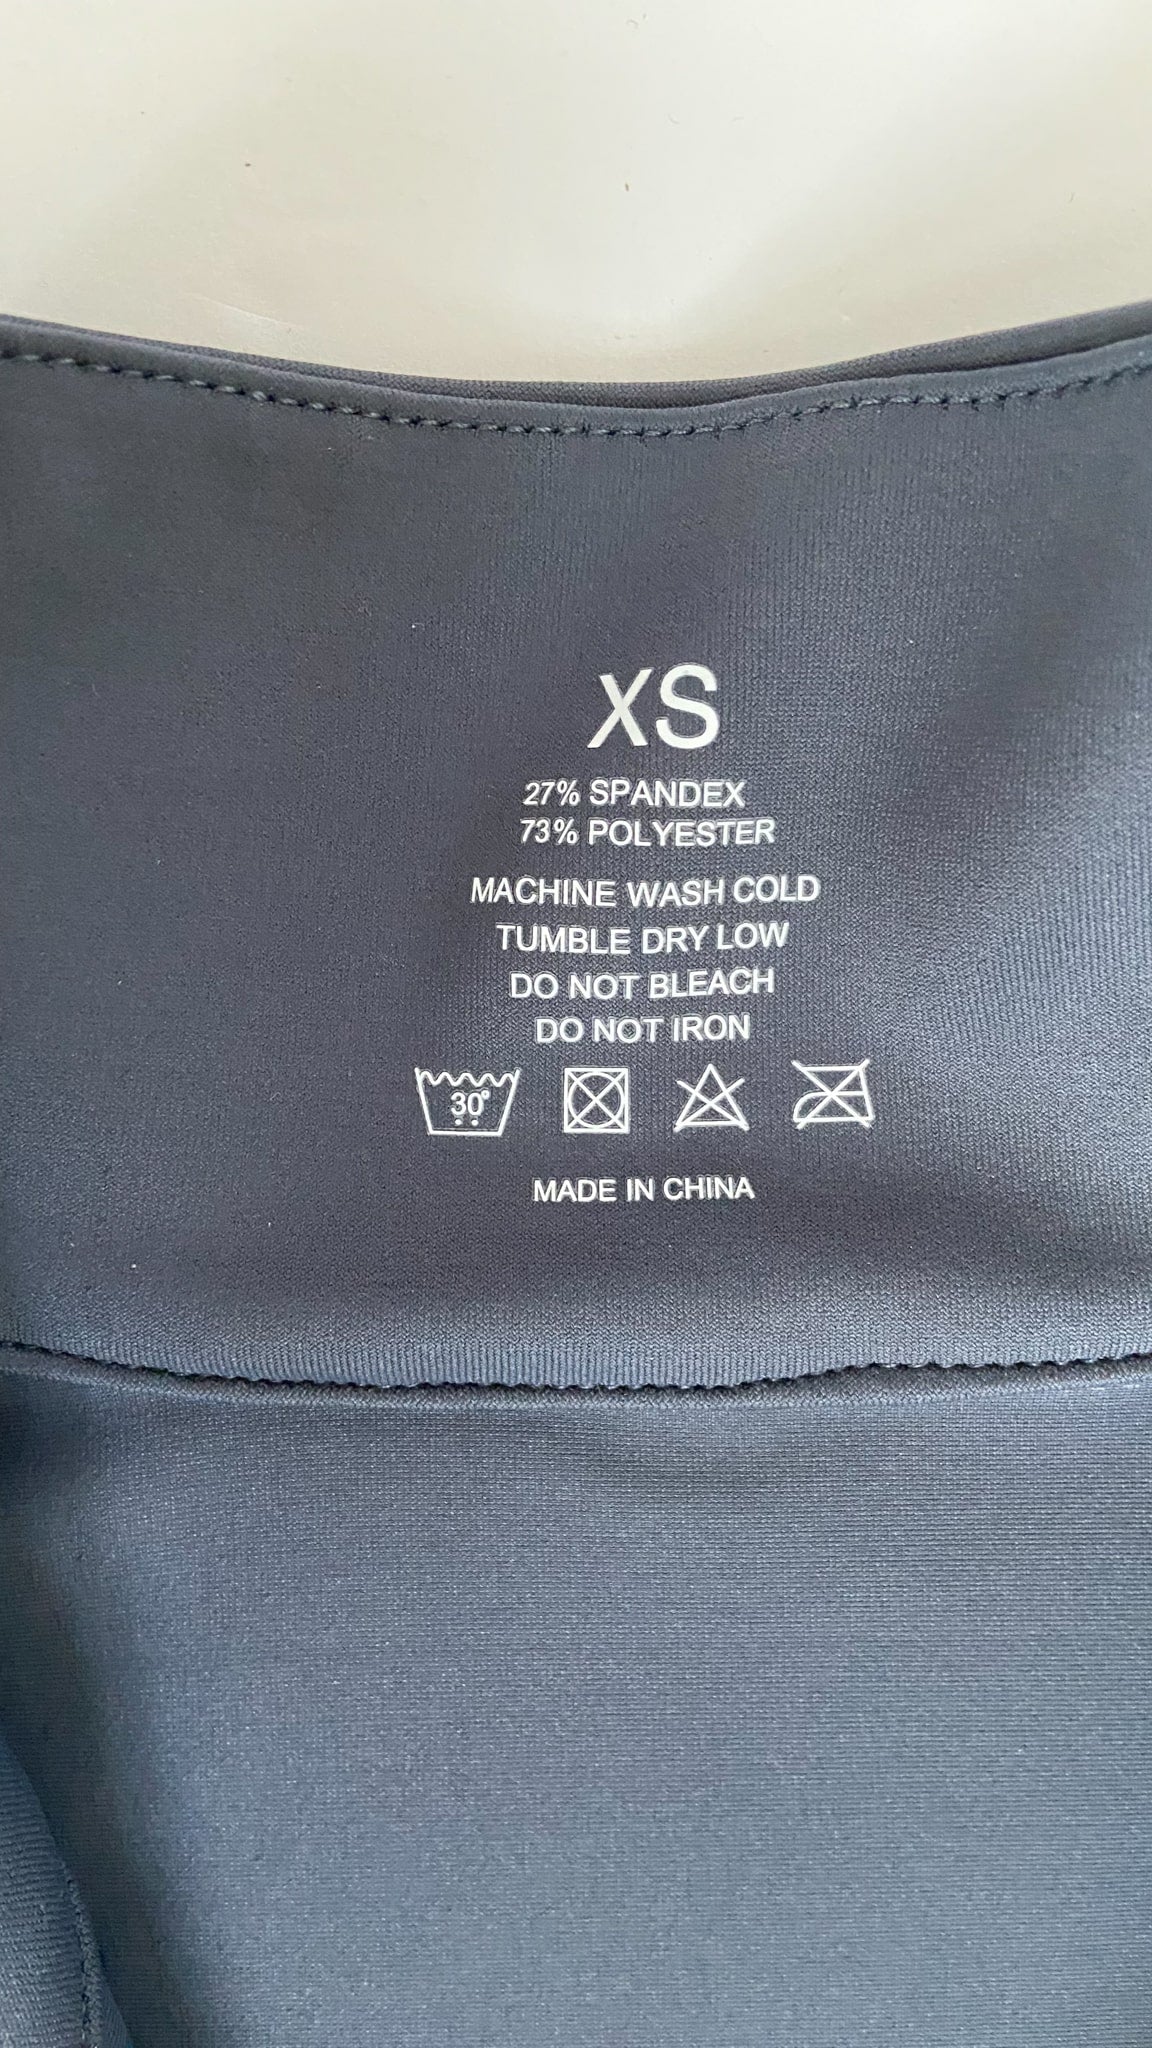 XS
27% SPANDEX
73% POLYESTER
MACHINE WASH COLD
TUMBLE DRY LOW
DO NOT BLEACH
DO NOT IRON
30°
MADE IN CHINA